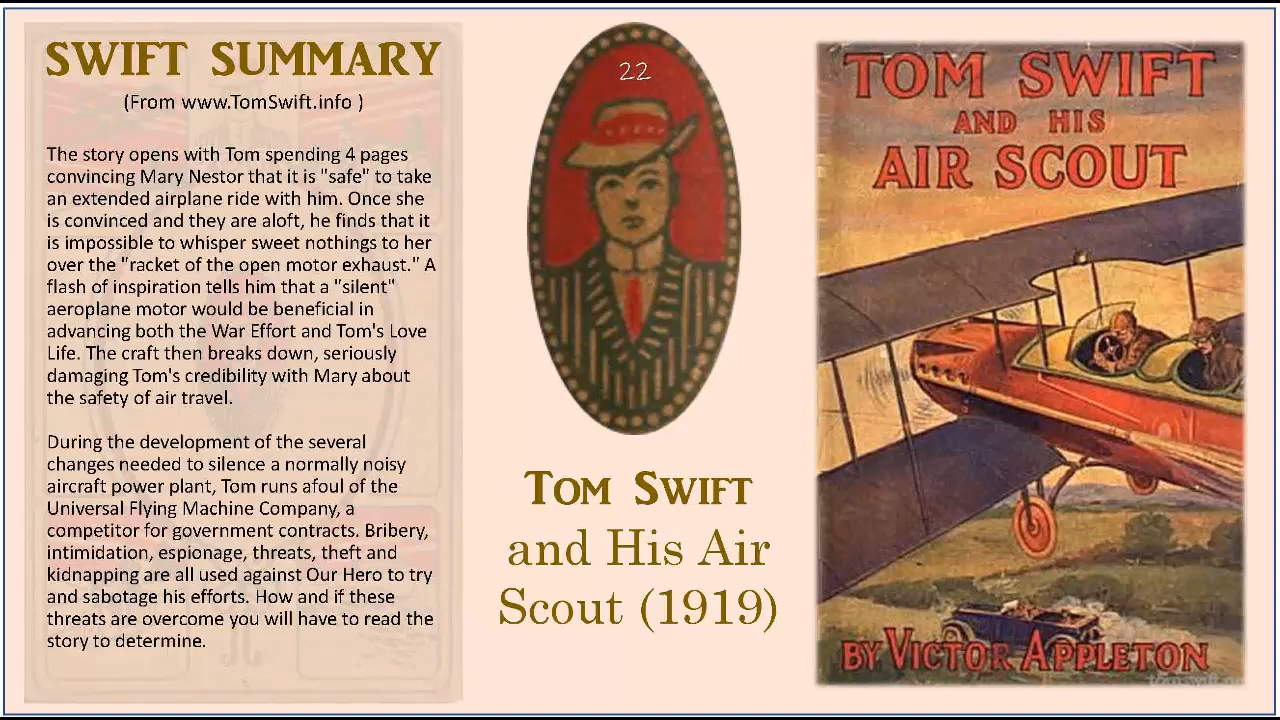 SWIFT SUMMARY
(From www.TomSwift.info )
The story opens with Tom spending 4 pages
convincing Mary Nestor that it is "safe" to take
an extended airplane ride with him. Once she
is convinced and they are aloft, he finds that it
is impossible to whisper sweet nothings to her
over the "racket of the open motor exhaust." A
flash of inspiration tells him that a "silent"
aeroplane motor would be beneficial in
advancing both the War Effort and Tom's Love
Life. The craft then breaks down, seriously
damaging Tom's credibility with Mary about
the safety of air travel.
During the development of the several
changes needed to silence a normally noisy
aircraft power plant, Tom runs afoul of the
Universal Flying Machine Company, a
competitor for government contracts. Bribery,
intimidation, espionage, threats, theft and
kidnapping are all used against Our Hero to try
and sabotage his efforts. How and if these
threats are overcome you will have to read the
story to determine.
22
TOM SWIFT
and His Air
Scout (1919)
TOM SWIFT
AND HIS
AIR SCOUT
BY VICTOR APPLETON